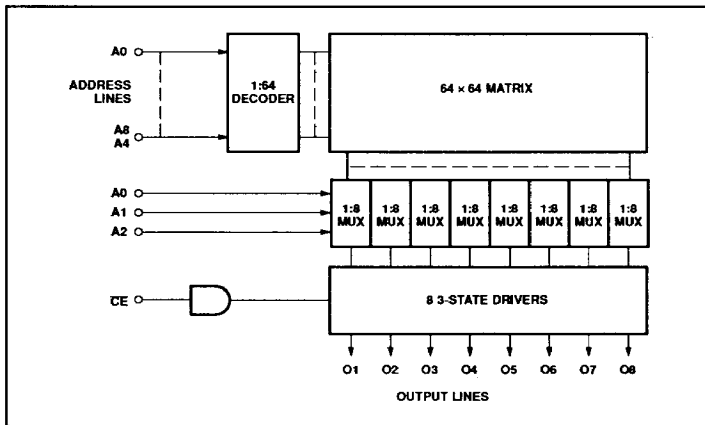 A0
ADDRESS
LINES
A8
A4
1:64
DECODER
64 × 64 MATRIX
A0
A1
A2
1:8
MUX
1:8
MUX
1:8
MUX
1:8
MUX
1:8
MUX
1:8
MUX
1:8
MUX
1:8
MUX
CE
8 3-STATE DRIVERS
O1 O2 O3 O4 O5 O6 O7 O8
OUTPUT LINES